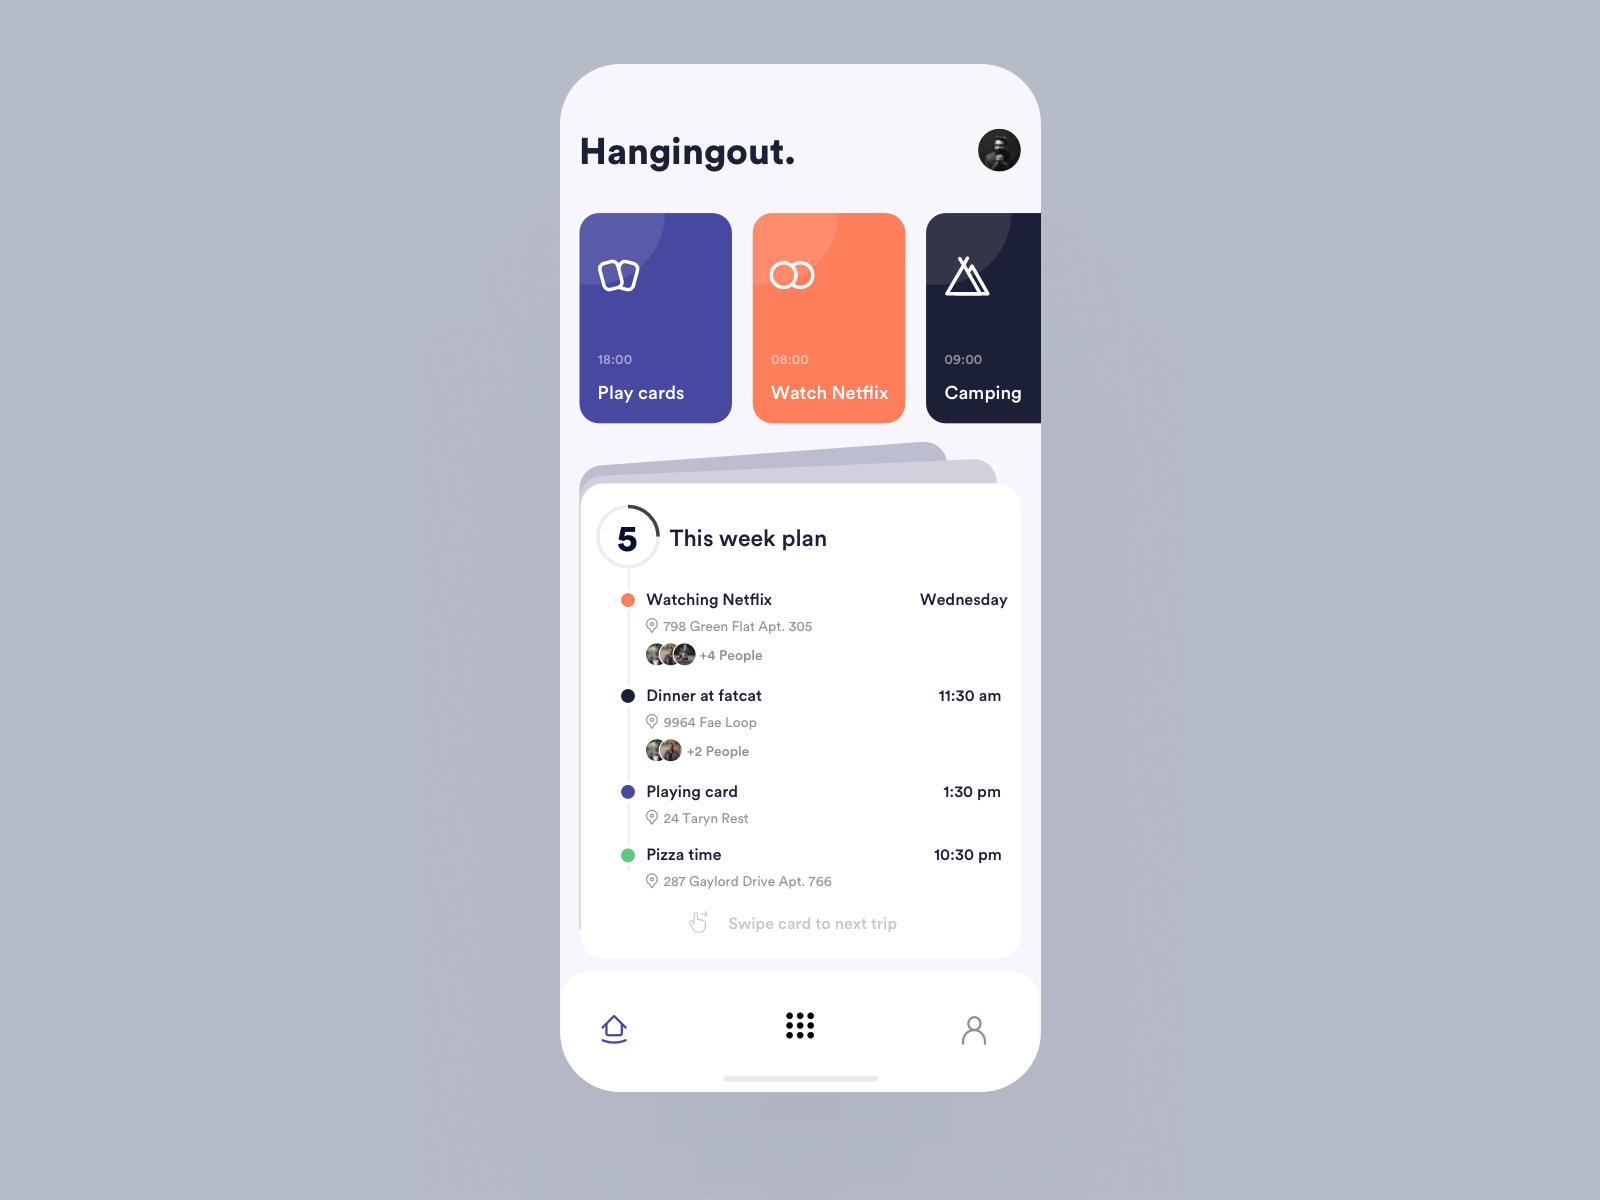 Hangingout.
18:00
Play cards
08:00
Watch Netflix
09:00
Camping
5
This week plan
Watching Netflix
Wednesday
798 Green Flat Apt. 305
+4 People
Dinner at fatcat
11:30 am
9964 Fae Loop
+2 People
Playing card
1:30 pm
24 Taryn Rest
Pizza time
10:30 pm
287 Gaylord Drive Apt. 766
Swipe card to next trip